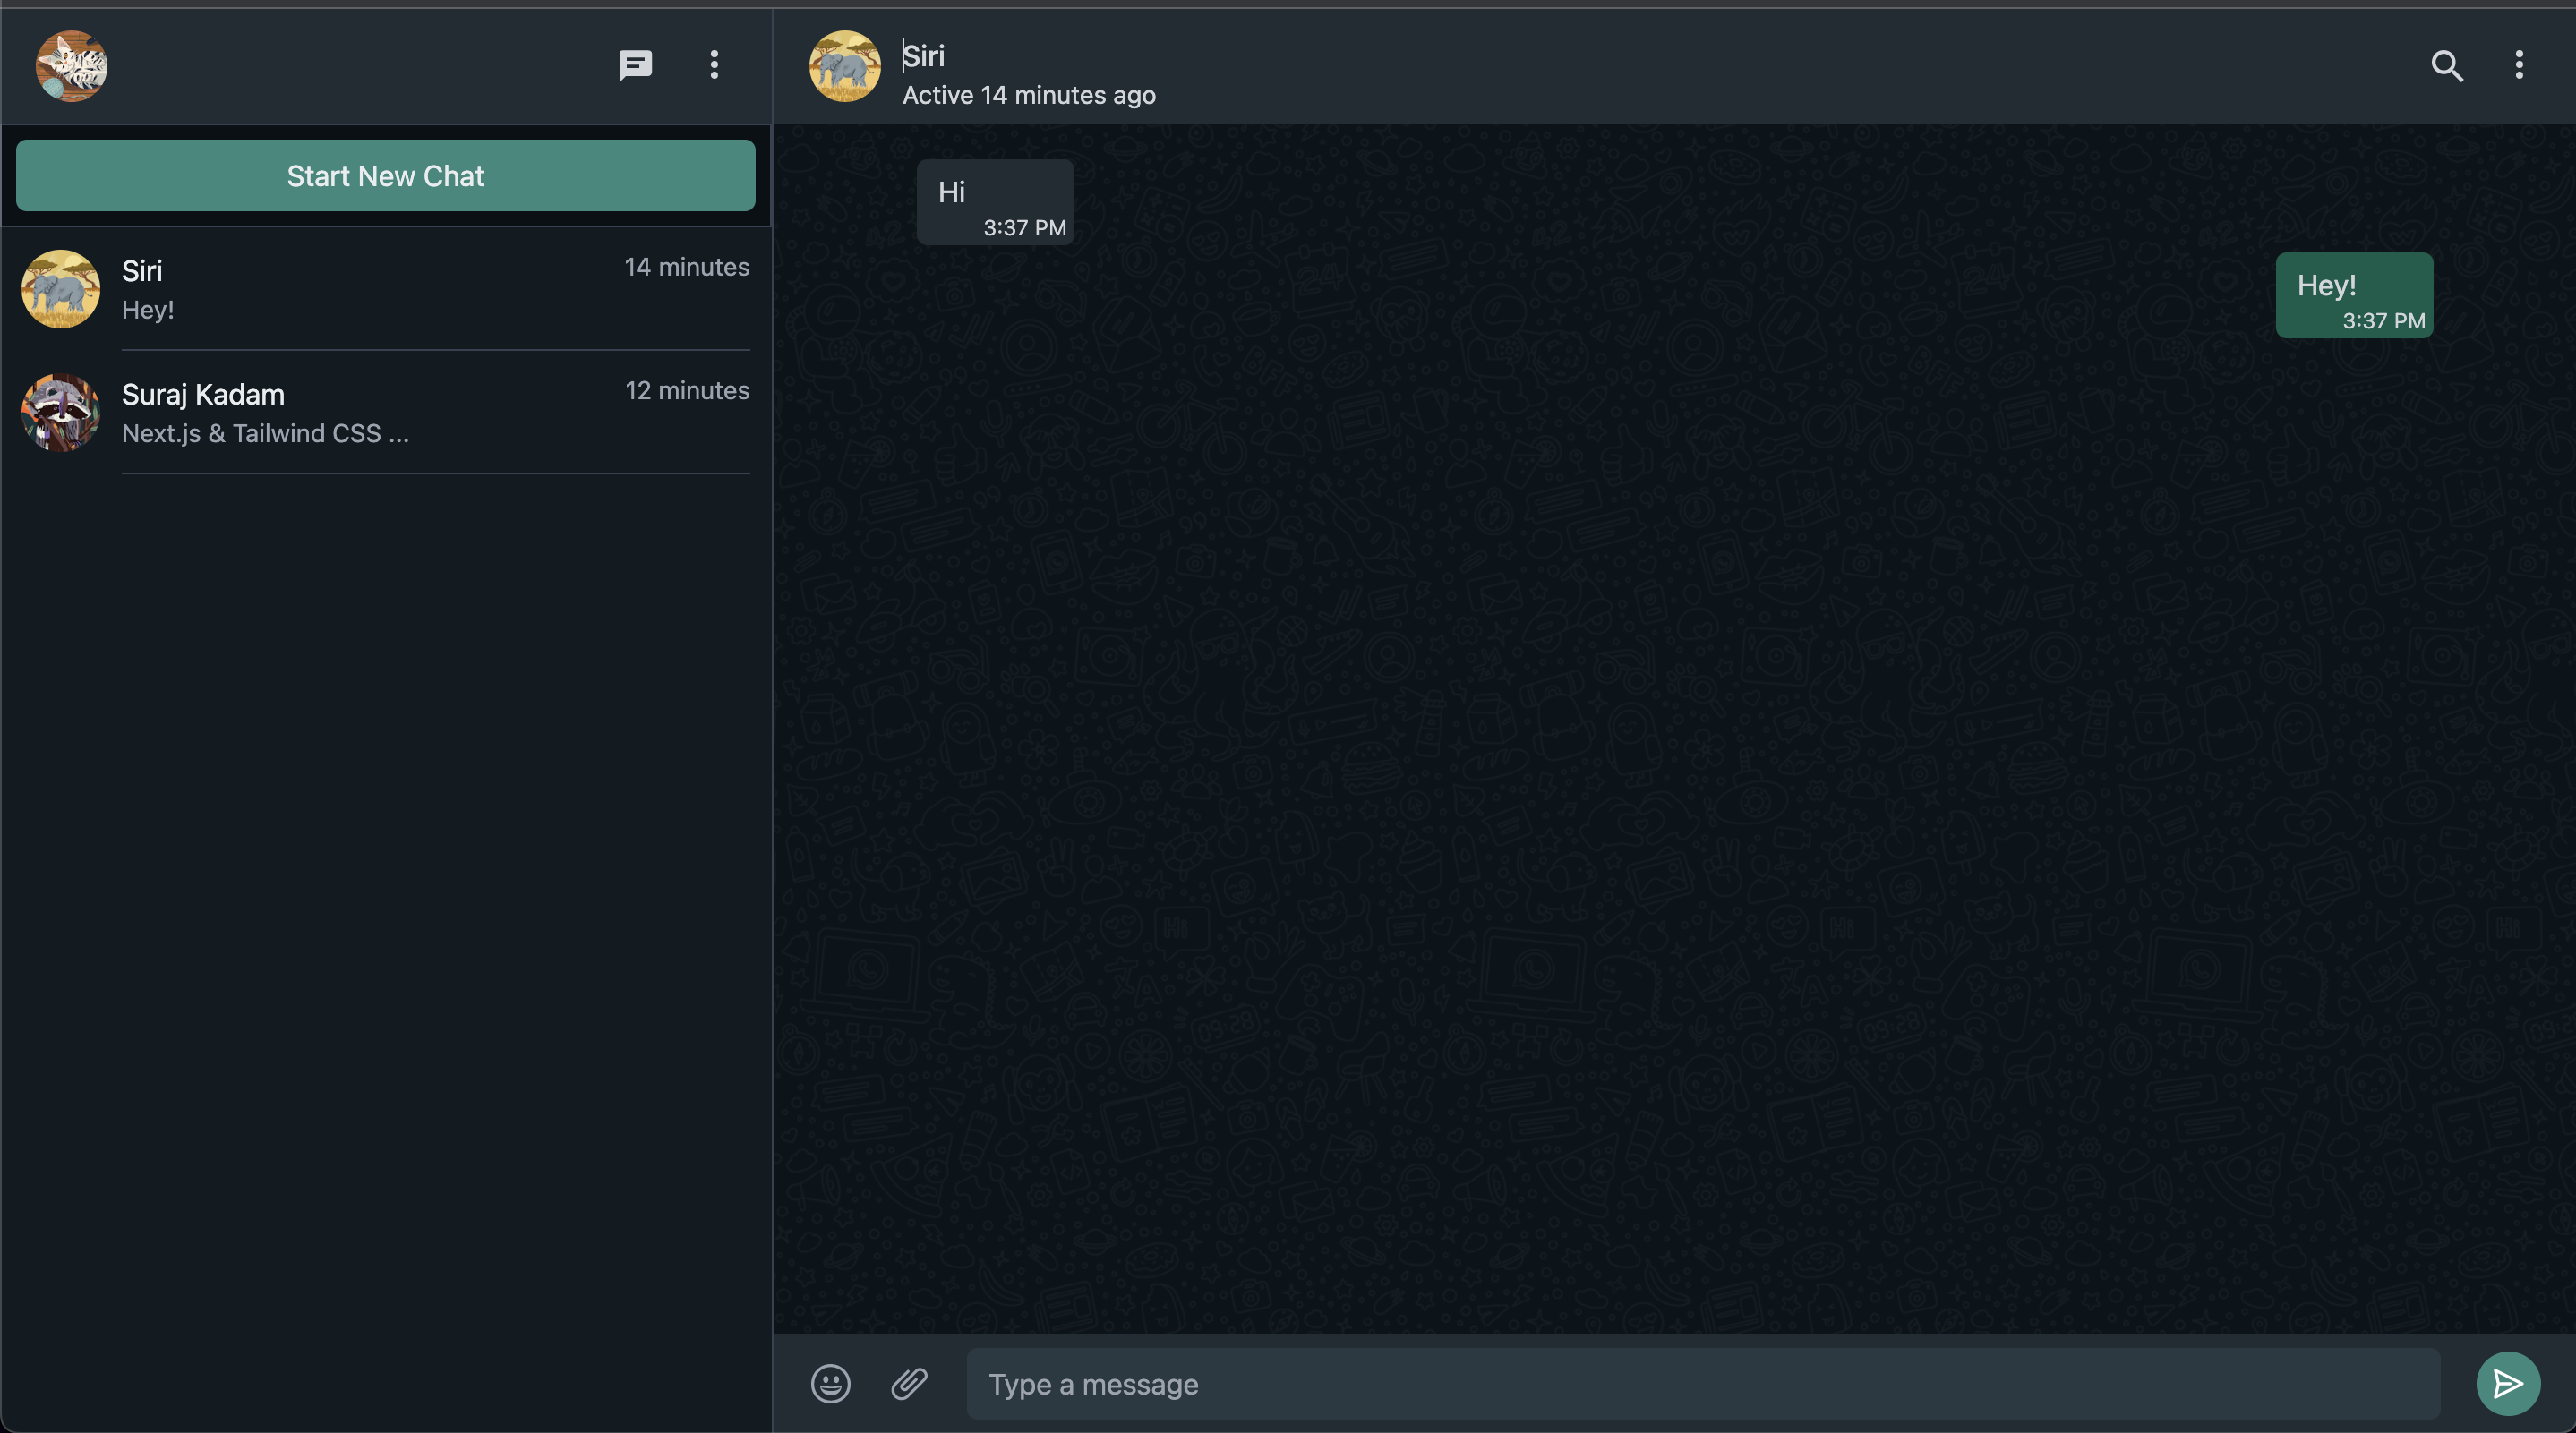 Start New Chat
Siri
14 minutes
Hey!
Suraj Kadam
12 minutes
Next.js & Tailwind CSS ...
Siri
Active 14 minutes ago
Hi
3:37 PM
Hey!
3:37 PM
Type a message